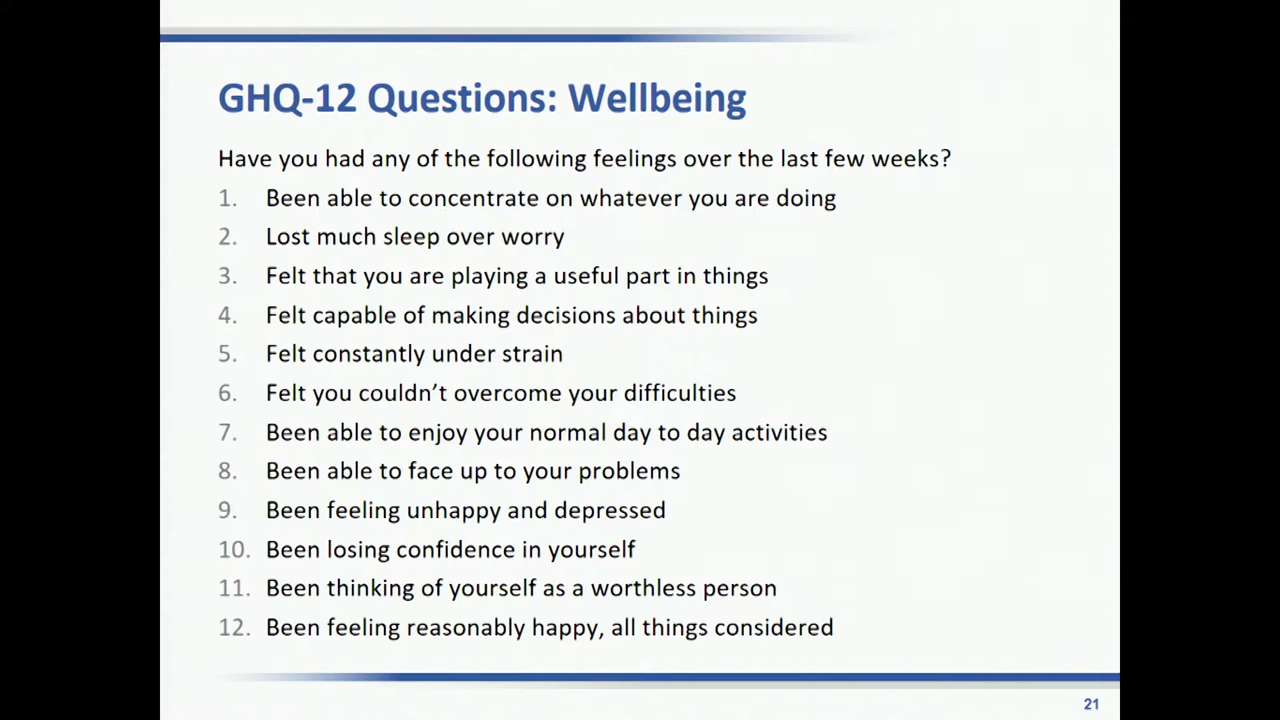 GHQ-12 Questions: Wellbeing
Have you had any of the following feelings over the last few weeks?
1. Been able to concentrate on whatever you are doing
2. Lost much sleep over worry
3. Felt that you are playing a useful part in things
4. Felt capable of making decisions about things
5. Felt constantly under strain
6. Felt you couldn’t overcome your difficulties
7. Been able to enjoy your normal day to day activities
8. Been able to face up to your problems
9. Been feeling unhappy and depressed
10. Been losing confidence in yourself
11. Been thinking of yourself as a worthless person
12. Been feeling reasonably happy, all things considered
21